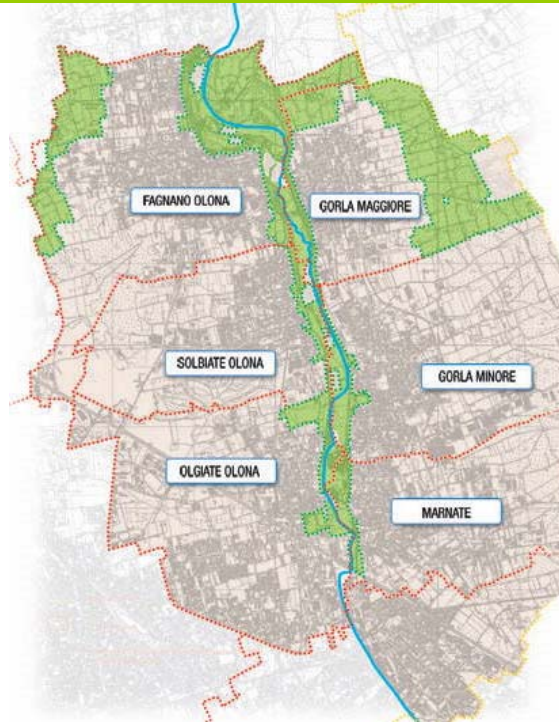 FAGNANO OLONA
GORLA MAGGIORE
SOLBIATE OLONA
GORLA MINORE
OLGIATE OLONA
MARNATE